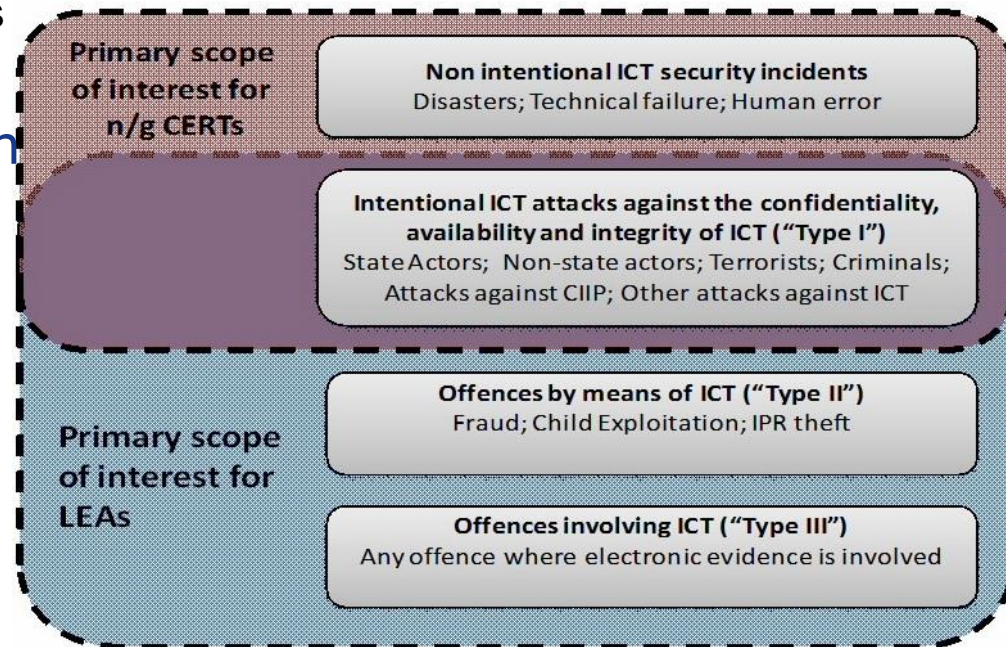 Primary scope
of interest for
n/g CERTs
Non intentional ICT security incidents
Disasters; Technical failure; Human error
Intentional ICT attacks against the confidentiality,
availability and integrity of ICT (“Type I”)
State Actors; Non-state actors; Terrorists; Criminals;
Attacks against CIIP; Other attacks against ICT
Primary scope
of interest for
LEAs
Offences by means of ICT (“Type II”)
Fraud; Child Exploitation; IPR theft
Offences involving ICT (“Type III”)
Any offence where electronic evidence is involved